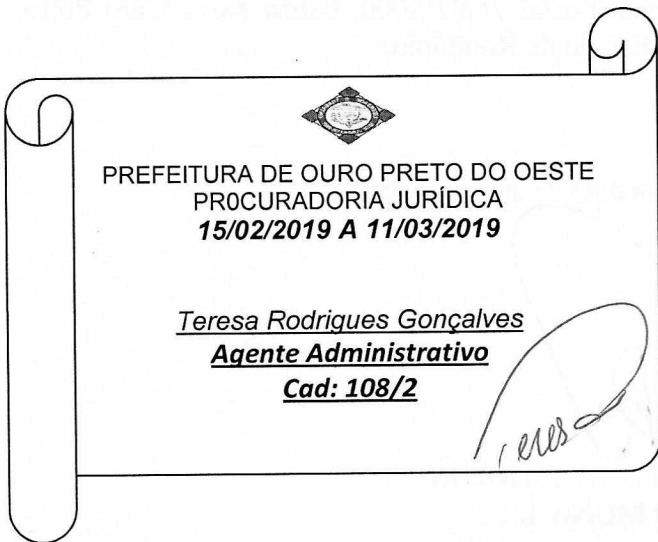 PREFEITURA DE OURO PRETO DO OESTE
PR0CURADORIA JURÍDICA
15/02/2019 A 11/03/2019
Teresa Rodrigues Gonçalves
Agente Administrativo
Cad: 108/2
Teresa